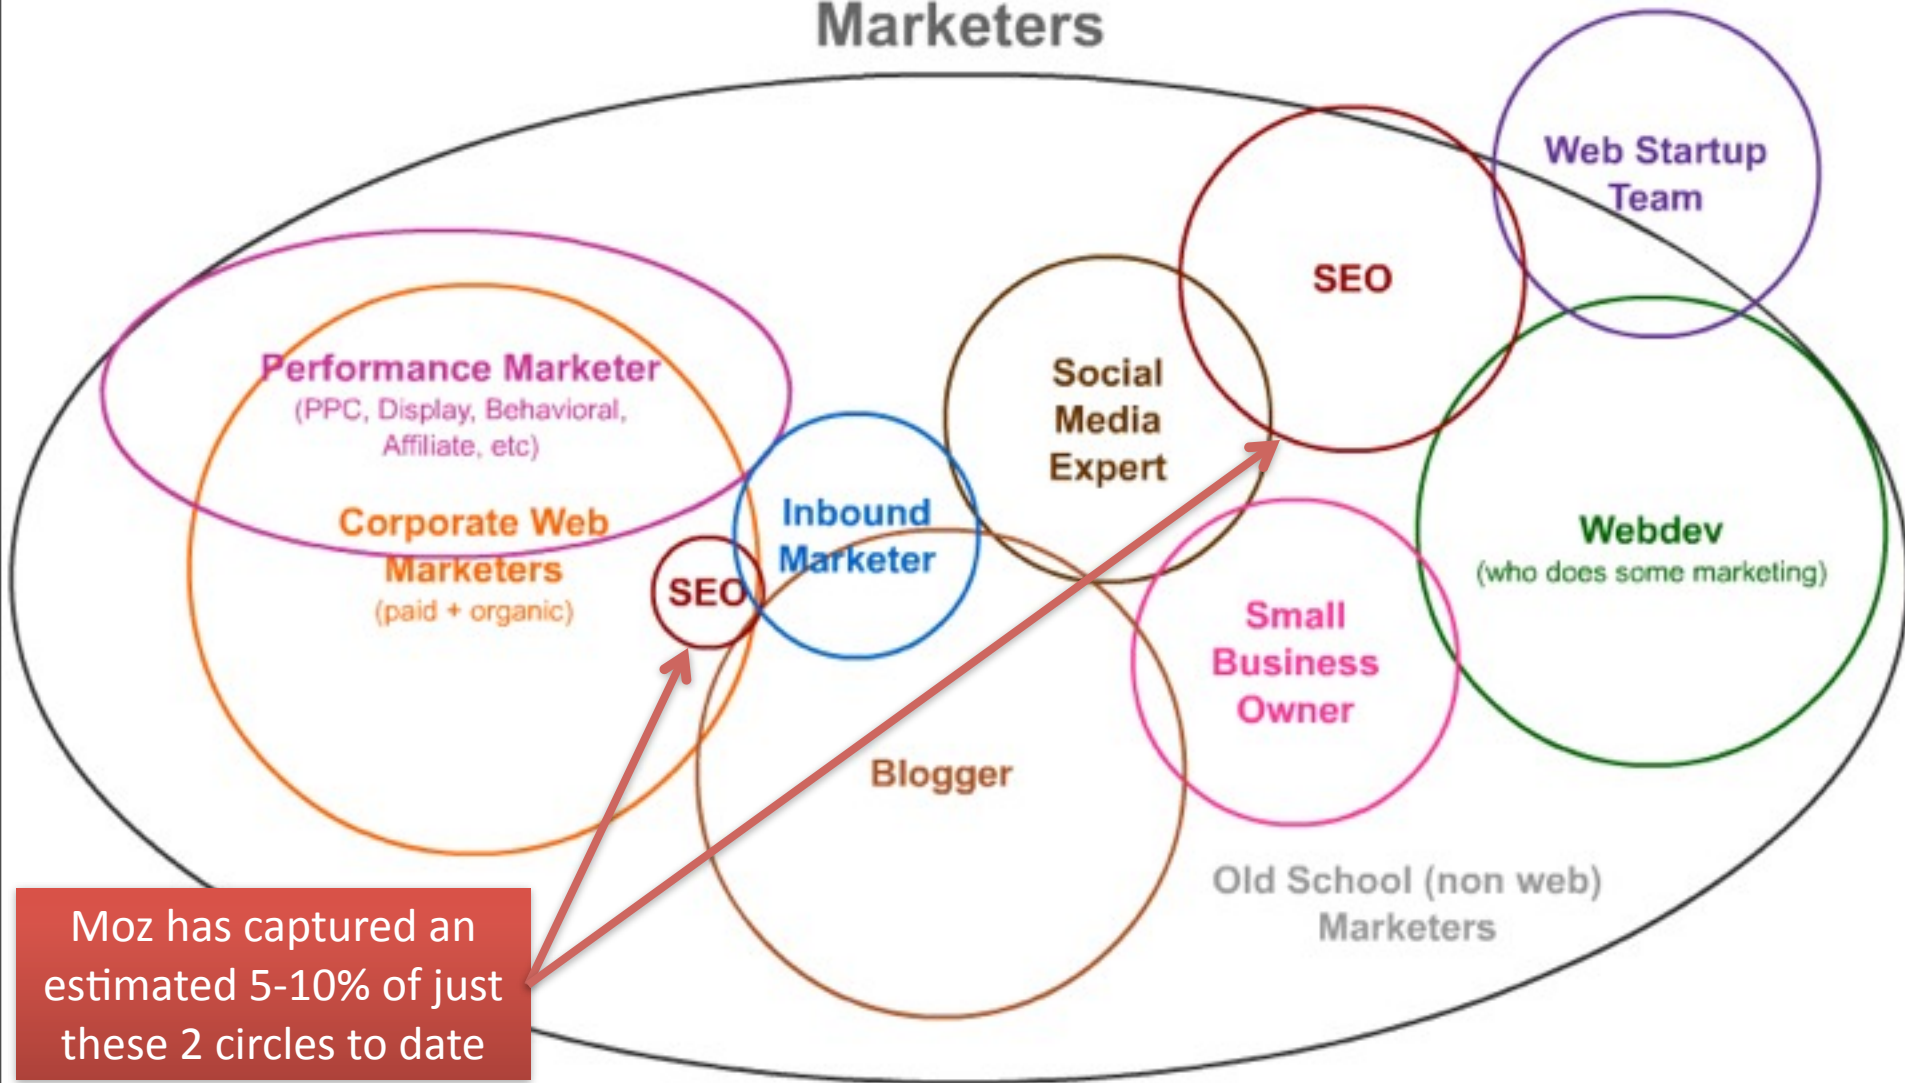 Marketers
Web Startup
Team
SEO
Performance Marketer
(PPC, Display, Behavioral,
Affiliate, etc)
Social
Media
Expert
Corporate Web
Marketers
(paid + organic)
SEO
Inbound
Marketer
Webdev
(who does some marketing)
Small
Business
Owner
Blogger
Old School (non web)
Marketers
Moz has captured an
estimated 5-10% of just
these 2 circles to date